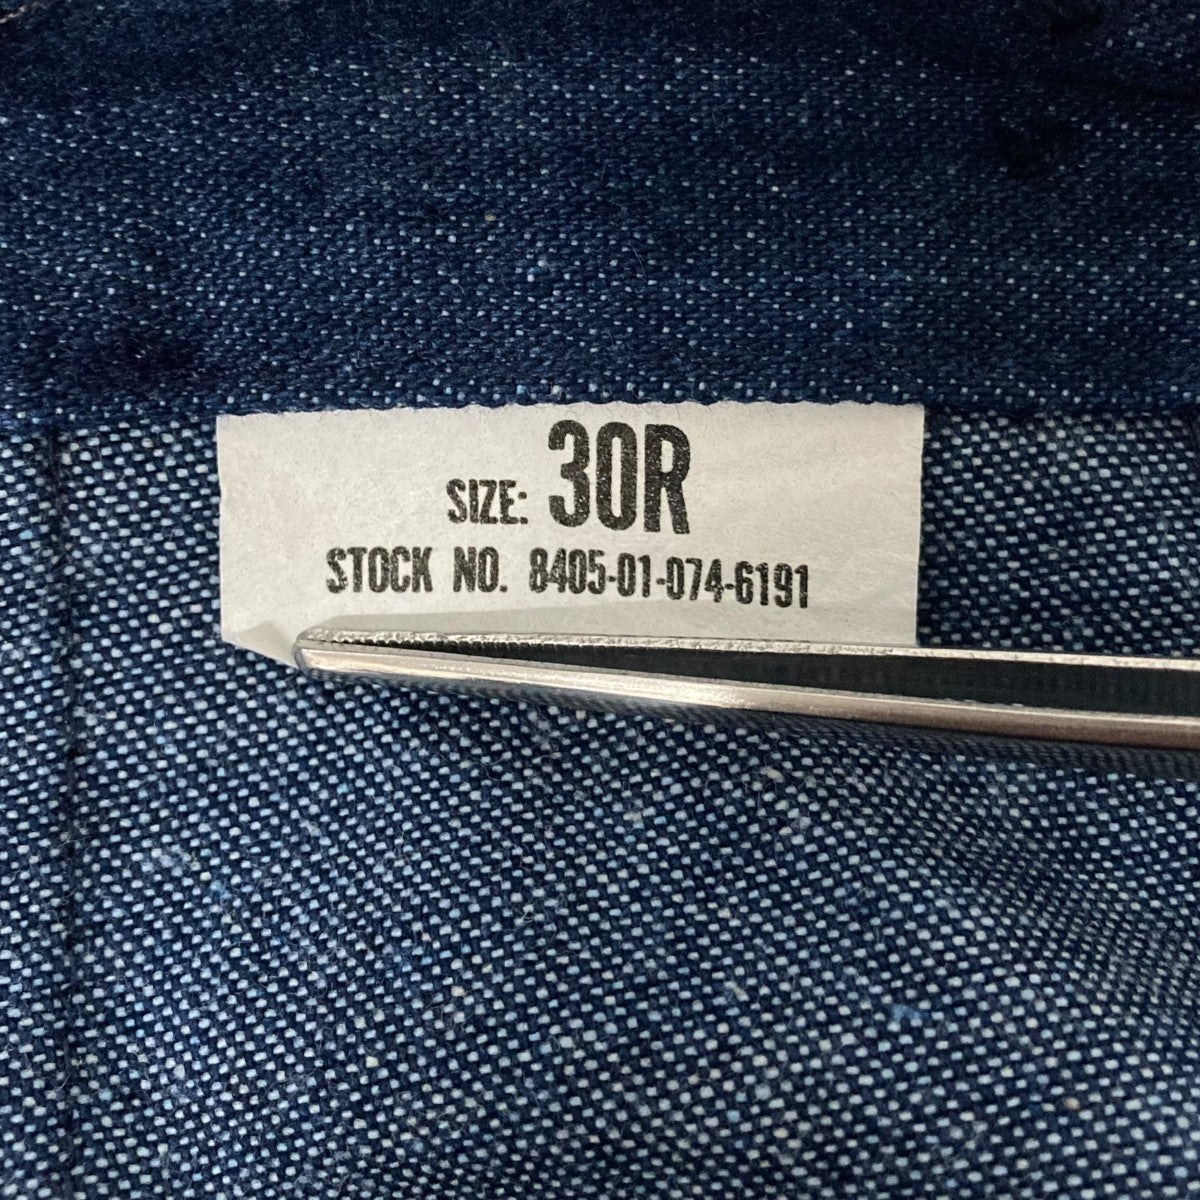 SIZE: 30R
STOCK NO. 8405-01-074-6191